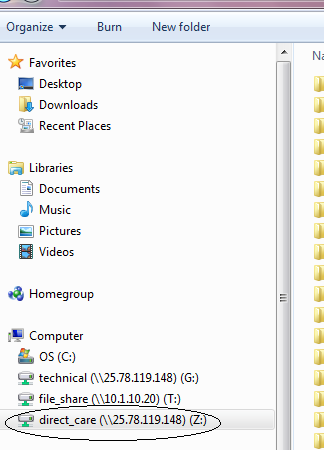 Organize Burn New folder
Favorites
Desktop
Downloads
Recent Places
Libraries
Documents
Music
Pictures
Videos
Homegroup
Computer
OS (C:)
technical (\\25.78.119.148) (G:)
file_share (\\10.1.10.20) (T:)
direct_care (\\25.78.119.148) (Z:)